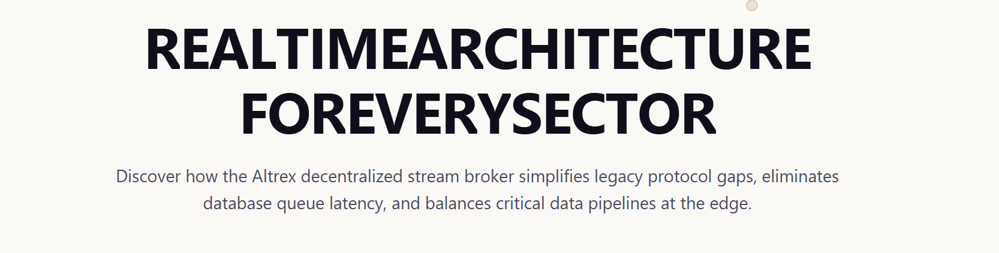 REALTIMEARCHITECTURE
FOREVERYSECTOR
Discover how the Altrex decentralized stream broker simplifies legacy protocol gaps, eliminates
database queue latency, and balances critical data pipelines at the edge.